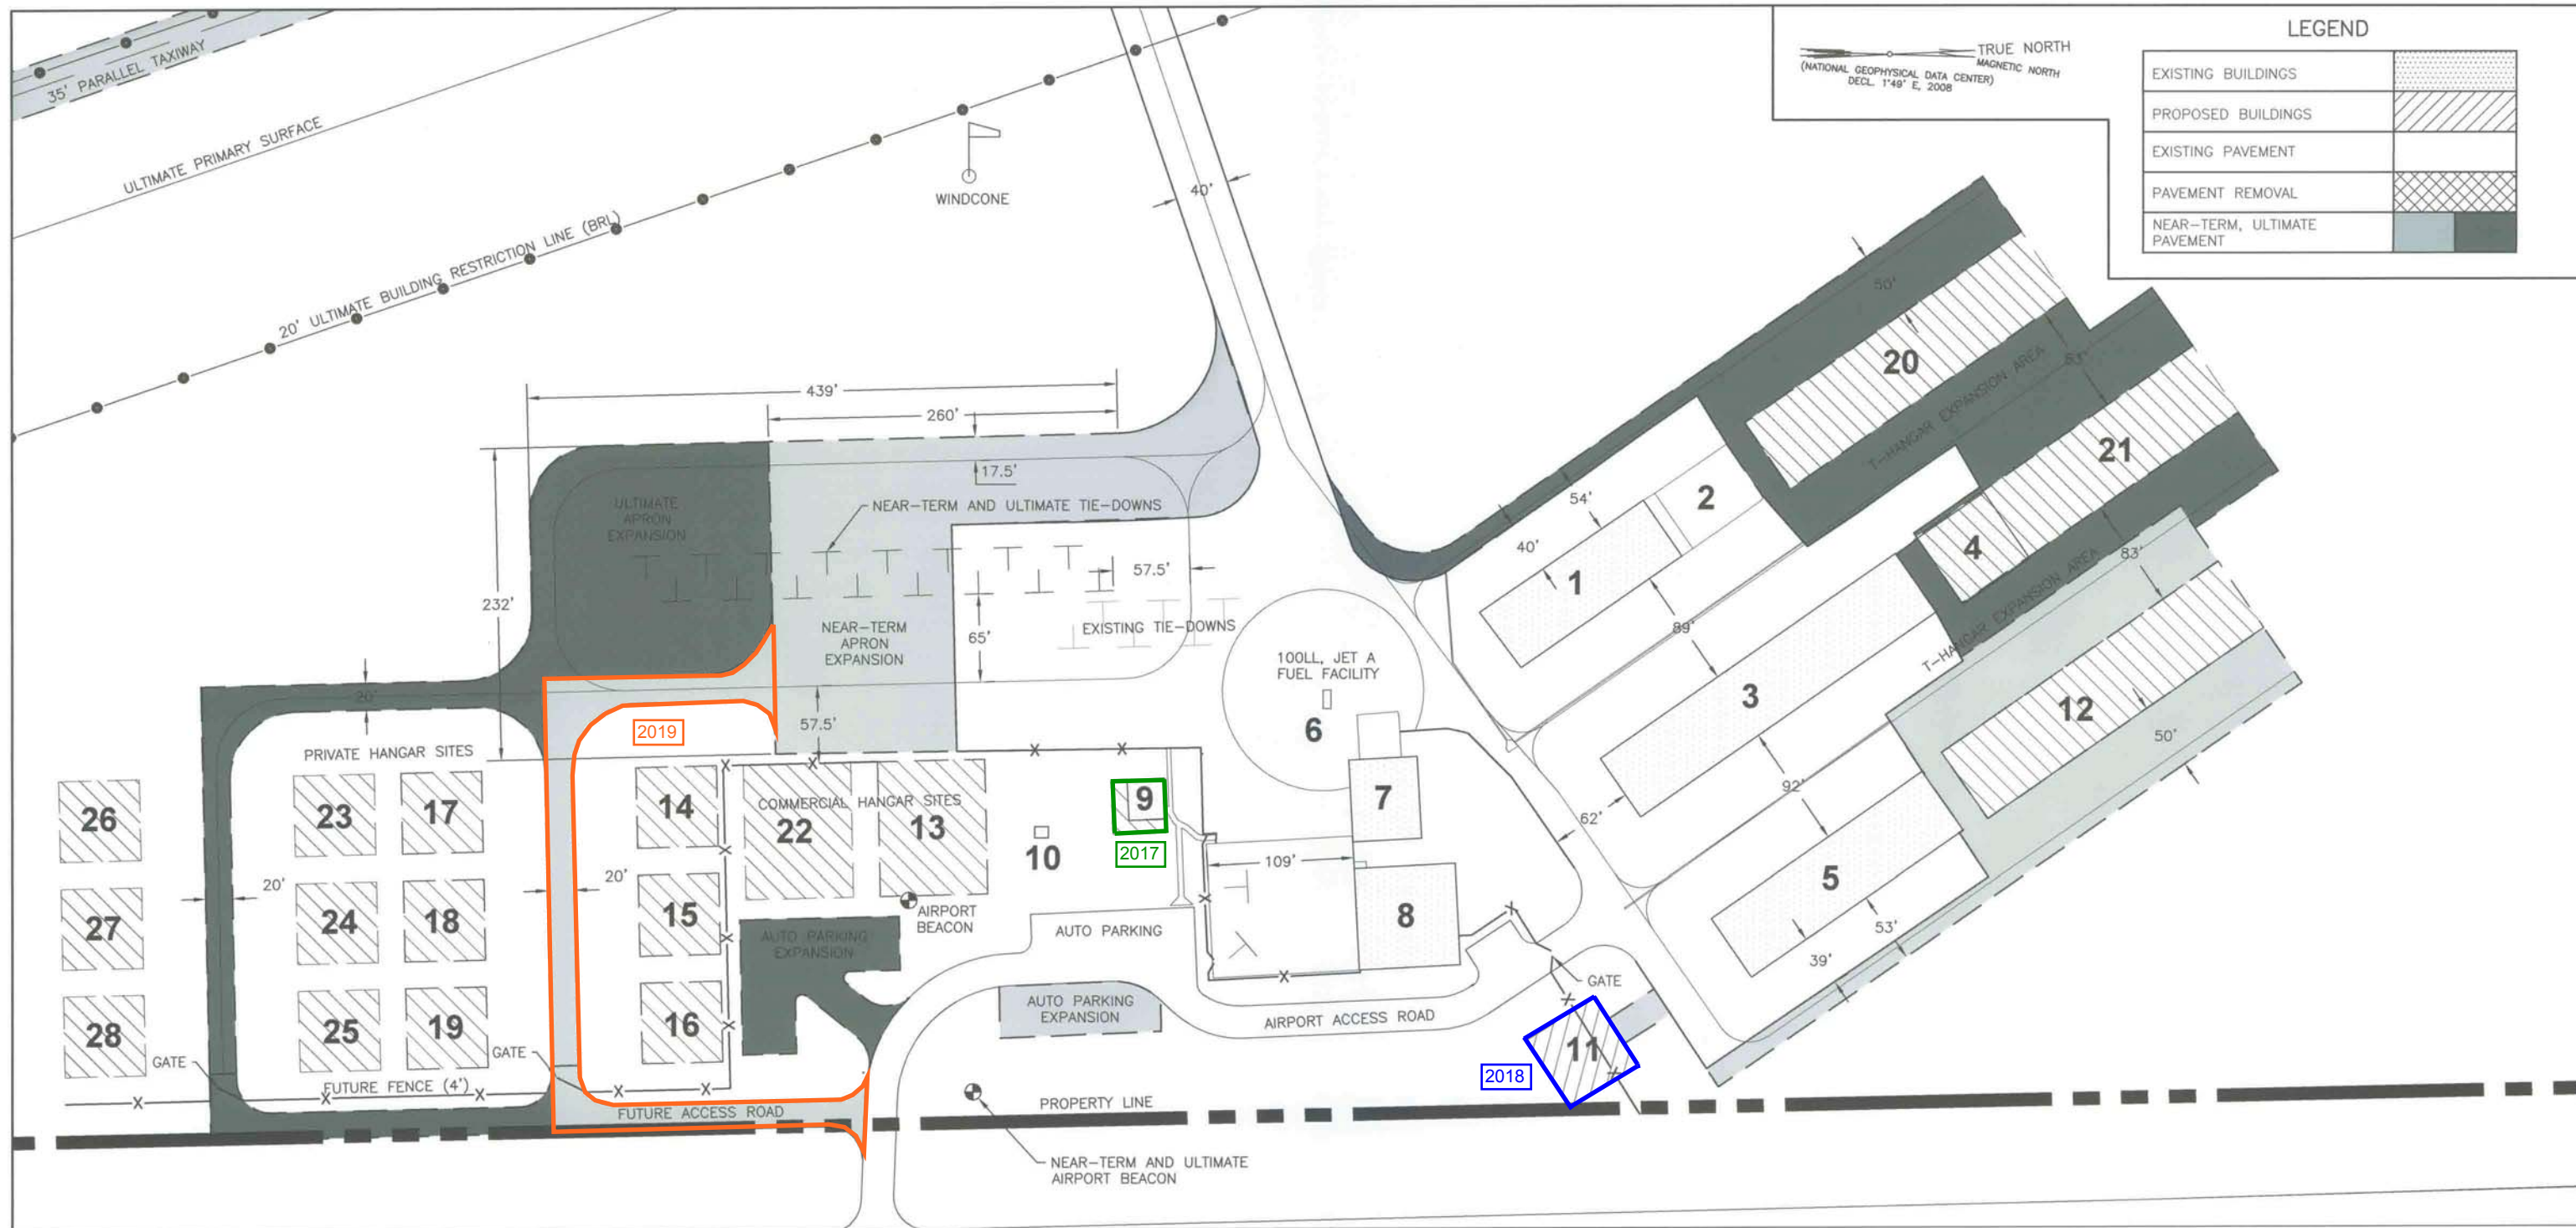 LEGEND
EXISTING BUILDINGS
PROPOSED BUILDINGS
EXISTING PAVEMENT
PAVEMENT REMOVAL
NEAR-TERM, ULTIMATE
PAVEMENT
TRUE NORTH
MAGNETIC NORTH
(NATIONAL GEOPHYSICAL DATA CENTER)
DECL. 1°49' E, 2008
35' PARALLEL TAXIWAY
ULTIMATE PRIMARY SURFACE
20' ULTIMATE BUILDING RESTRICTION LINE (BRL)
WINDCONE
40'
439'
260'
17.5'
232'
ULTIMATE
APRON
EXPANSION
NEAR-TERM AND ULTIMATE TIE-DOWNS
57.5'
65'
EXISTING TIE-DOWNS
NEAR-TERM
APRON
EXPANSION
57.5'
20'
2019
PRIVATE HANGAR SITES
COMMERCIAL HANGAR SITES
26
23
17
14
22
13
10
9
2017
27
24
18
15
28
25
19
16
20'
20'
AIRPORT
BEACON
AUTO PARKING
EXPANSION
AUTO PARKING
AUTO PARKING
EXPANSION
GATE
GATE
FUTURE FENCE (4')
FUTURE ACCESS ROAD
PROPERTY LINE
NEAR-TERM AND ULTIMATE
AIRPORT BEACON
100LL, JET A
FUEL FACILITY
6
7
8
109'
AIRPORT ACCESS ROAD
GATE
11
2018
50'
20
T-HANGAR EXPANSION AREA
83'
21
54'
40'
1
2
89'
3
4
83'
T-HANGAR EXPANSION AREA
12
50'
92'
62'
5
53'
39'